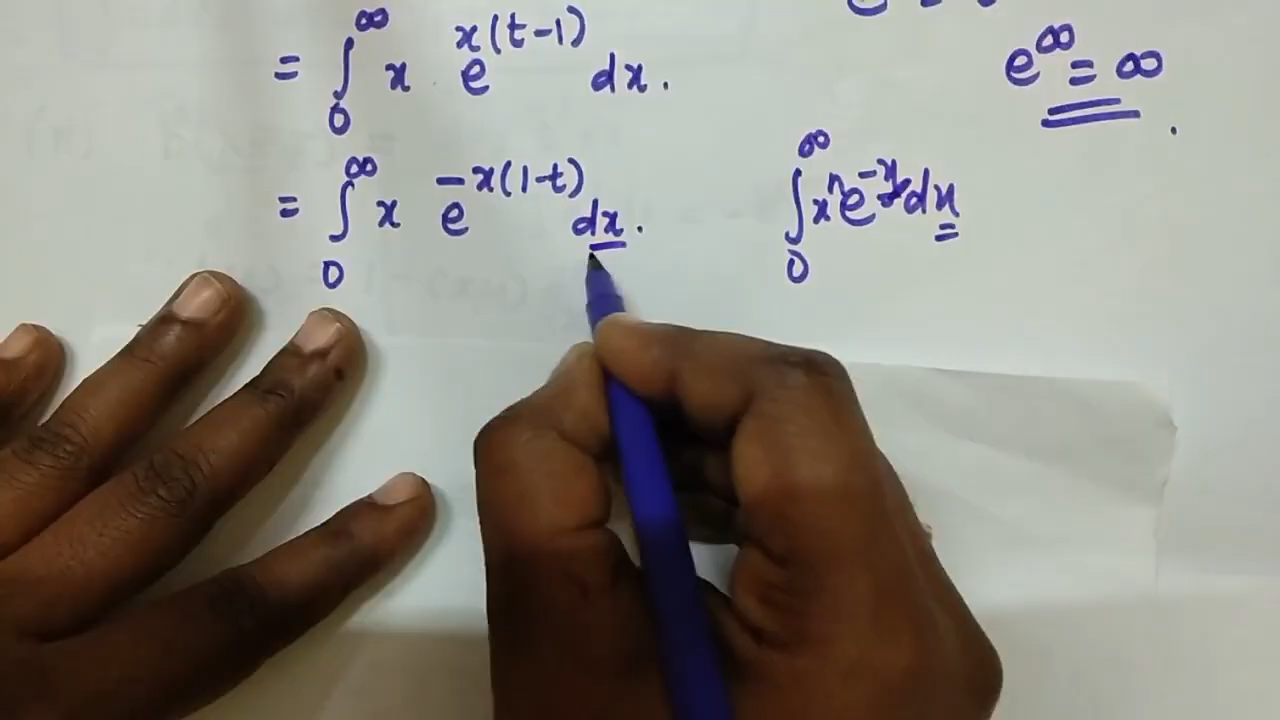 = ∫₀^∞ x e^{x(t-1)} dx.
e^∞ = ∞
= ∫₀^∞ x e^{-x(1-t)} dx.
∫₀^∞ xⁿ e^{-x} dx